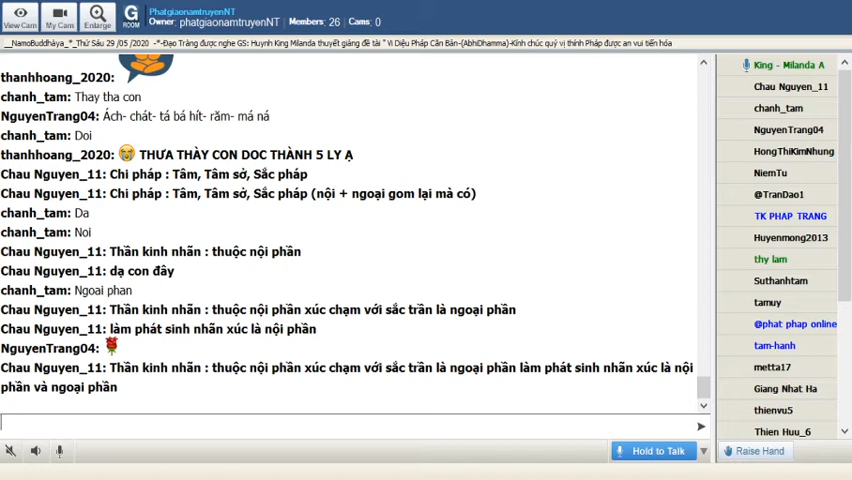 View Cam
My Cam
Enlarge
G
ROOM
PhatgiaonamtruyenNT
Owner: phatgiaonamtruyenNT Members: 26 Cams: 0
__NamoBuddhàya_*_Thứ Sáu 29 /05 /2020 -*-Đạo Tràng được nghe GS: Huynh King Milanda thuyết giảng đề tài " Vi Diệu Pháp Căn Bản-(AbhiDhamma)-Kính chúc quý vị thính Pháp được an vui tiến hóa
thanhhoang_2020:
chanh_tam: Thay tha con
NguyenTrang04: Ách- chát- tá bá hít- răm- má ná
chanh_tam: Doi
thanhhoang_2020: THƯA THÀY CON DOC THÀNH 5 LY Ạ
Chau Nguyen_11: Chi pháp : Tâm, Tâm sở, Sắc pháp
Chau Nguyen_11: Chi pháp : Tâm, Tâm sở, Sắc pháp (nội + ngoại gom lại mà có)
chanh_tam: Da
chanh_tam: Noi
Chau Nguyen_11: Thần kinh nhãn : thuộc nội phần
Chau Nguyen_11: dạ con đây
chanh_tam: Ngoai phan
Chau Nguyen_11: Thần kinh nhãn : thuộc nội phần xúc chạm với sắc trần là ngoại phần
Chau Nguyen_11: làm phát sinh nhãn xúc là nội phần
NguyenTrang04:
Chau Nguyen_11: Thần kinh nhãn : thuộc nội phần xúc chạm với sắc trần là ngoại phần làm phát sinh nhãn xúc là nội
phần và ngoại phần
King - Milanda A
Chau Nguyen_11
chanh_tam
NguyenTrang04
HongThiKimNhung
NiemTu
@TranDao1
TK PHAP TRANG
Huyenmong2013
thy lam
Suthanhtam
tamuy
@phat phap online
tam-hanh
metta17
Giang Nhat Ha
thienvu5
Thien Huu_6
Hold to Talk
Raise Hand